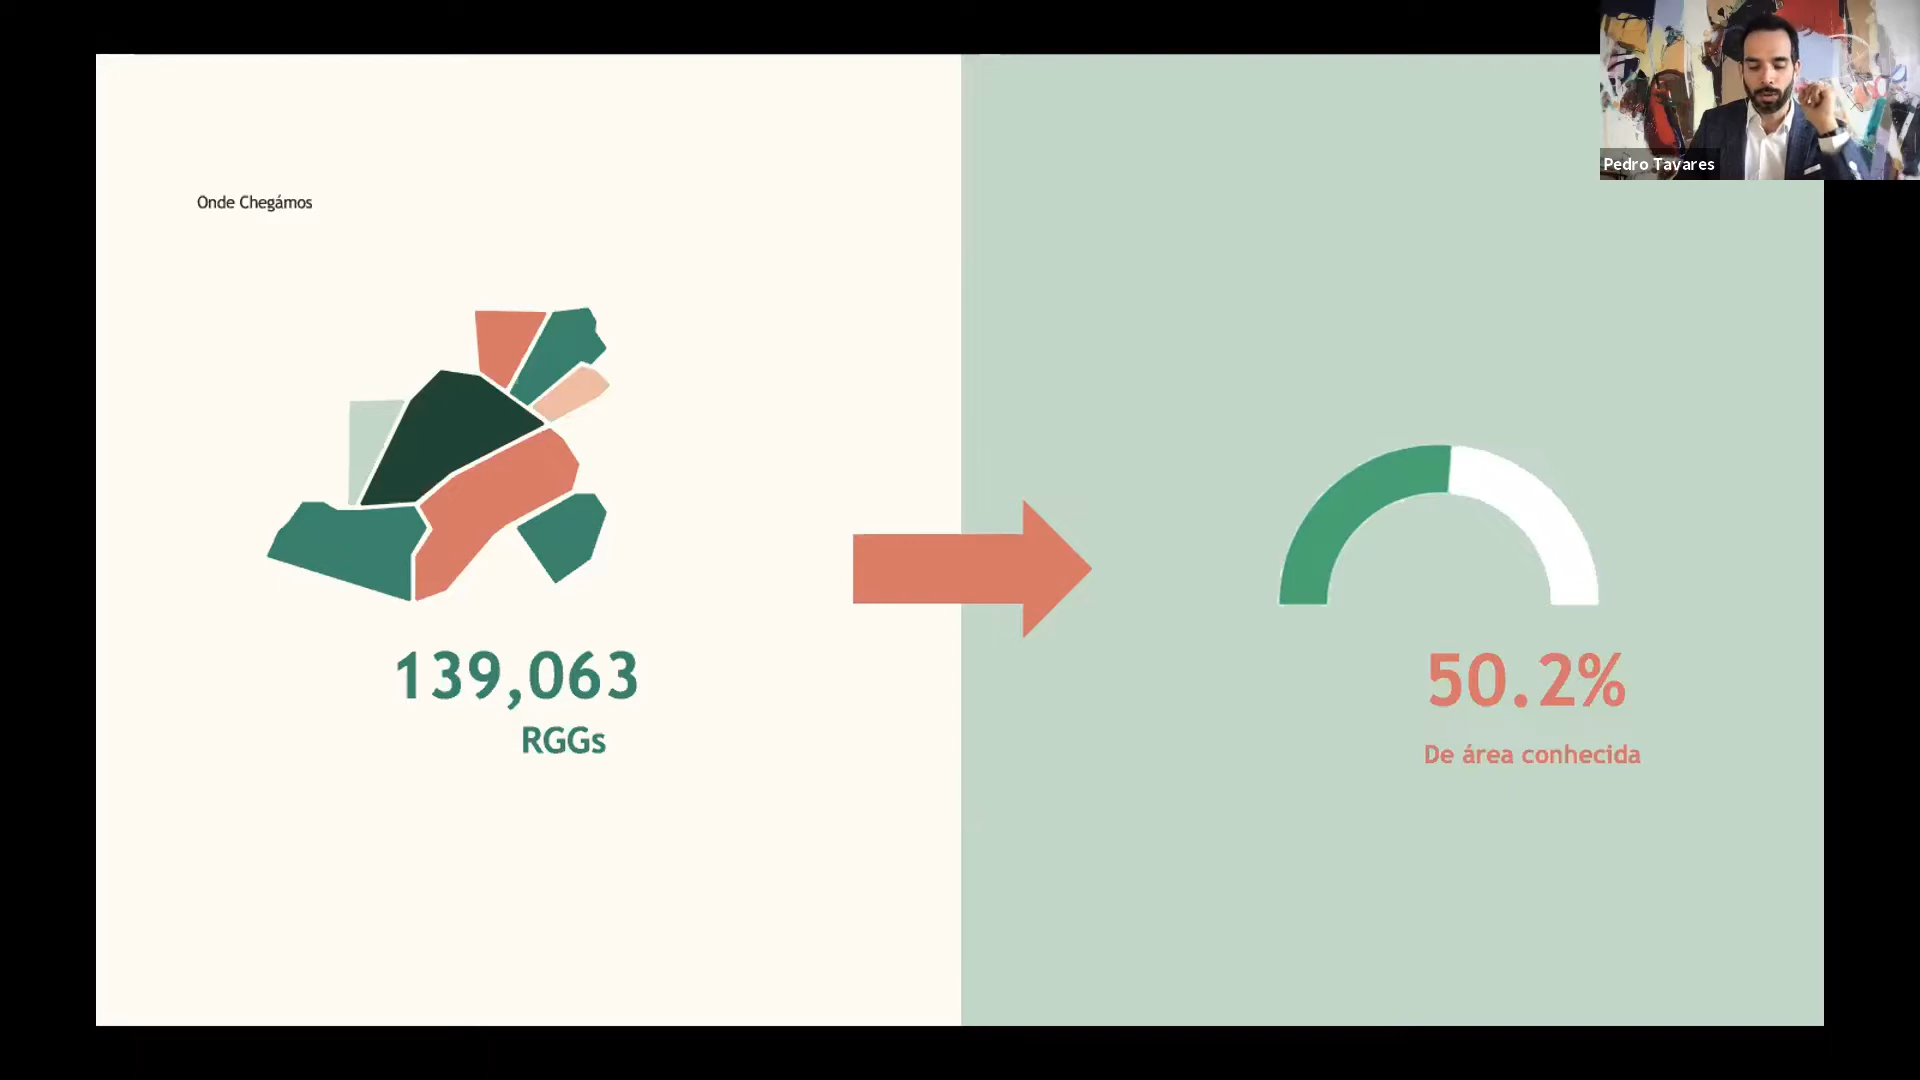 Pedro Tavares
Onde Chegámos
139,063
RGGs
50.2%
De área conhecida